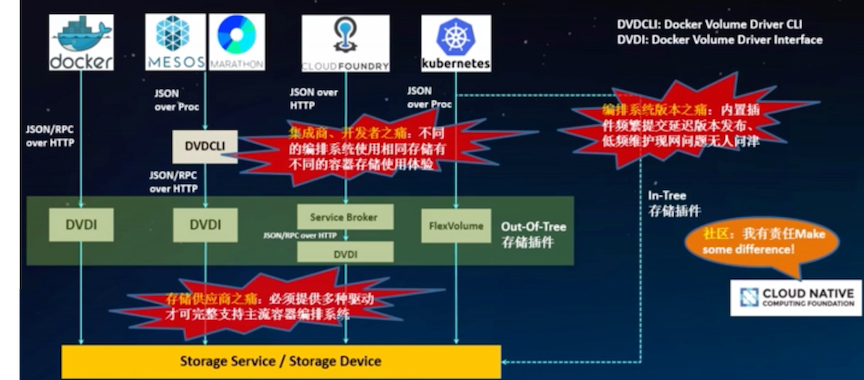 DVDCLI: Docker Volume Driver CLI
DVDI: Docker Volume Driver Interface
docker
MESOS
MARATHON
CLOUDFOUNDRY
kubernetes
JSON/RPC
over HTTP
JSON
over Proc
JSON over
HTTP
JSON
over Proc
DVDCLI
JSON/RPC
over HTTP
集成商、开发者之痛：不同
的编排系统使用相同存储有
不同的容器存储使用体验
编排系统版本之痛：内置插
件频繁提交延迟版本发布、
低频维护现网问题无人问津
DVDI
DVDI
Service Broker
JSON/RPC over HTTP
DVDI
FlexVolume
Out-Of-Tree
存储插件
In-Tree
存储插件
社区：我有责任Make
some difference!
CLOUD NATIVE
COMPUTING FOUNDATION
存储供应商之痛：必须提供多种驱动
才可完整支持主流容器编排系统
Storage Service / Storage Device